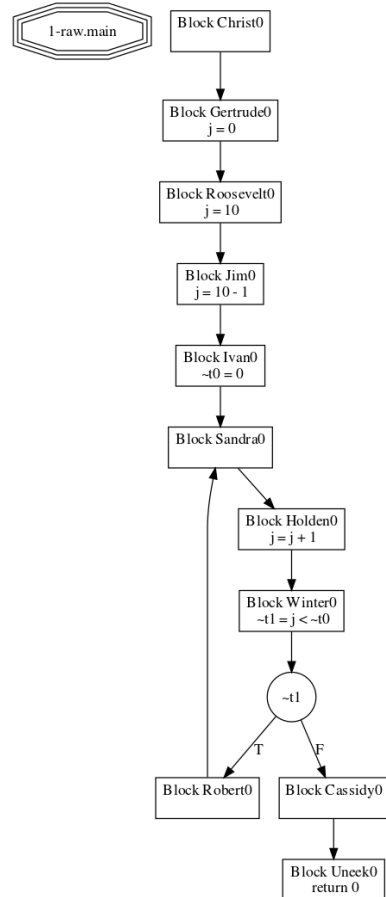 1-raw.main
Block Christ0
Block Gertrude0
j = 0
Block Roosevelt0
j = 10
Block Jim0
j = 10 - 1
Block Ivan0
~t0 = 0
Block Sandra0
Block Holden0
j = j + 1
Block Winter0
~t1 = j < ~t0
~t1
T
F
Block Robert0
Block Cassidy0
Block Uneek0
return 0